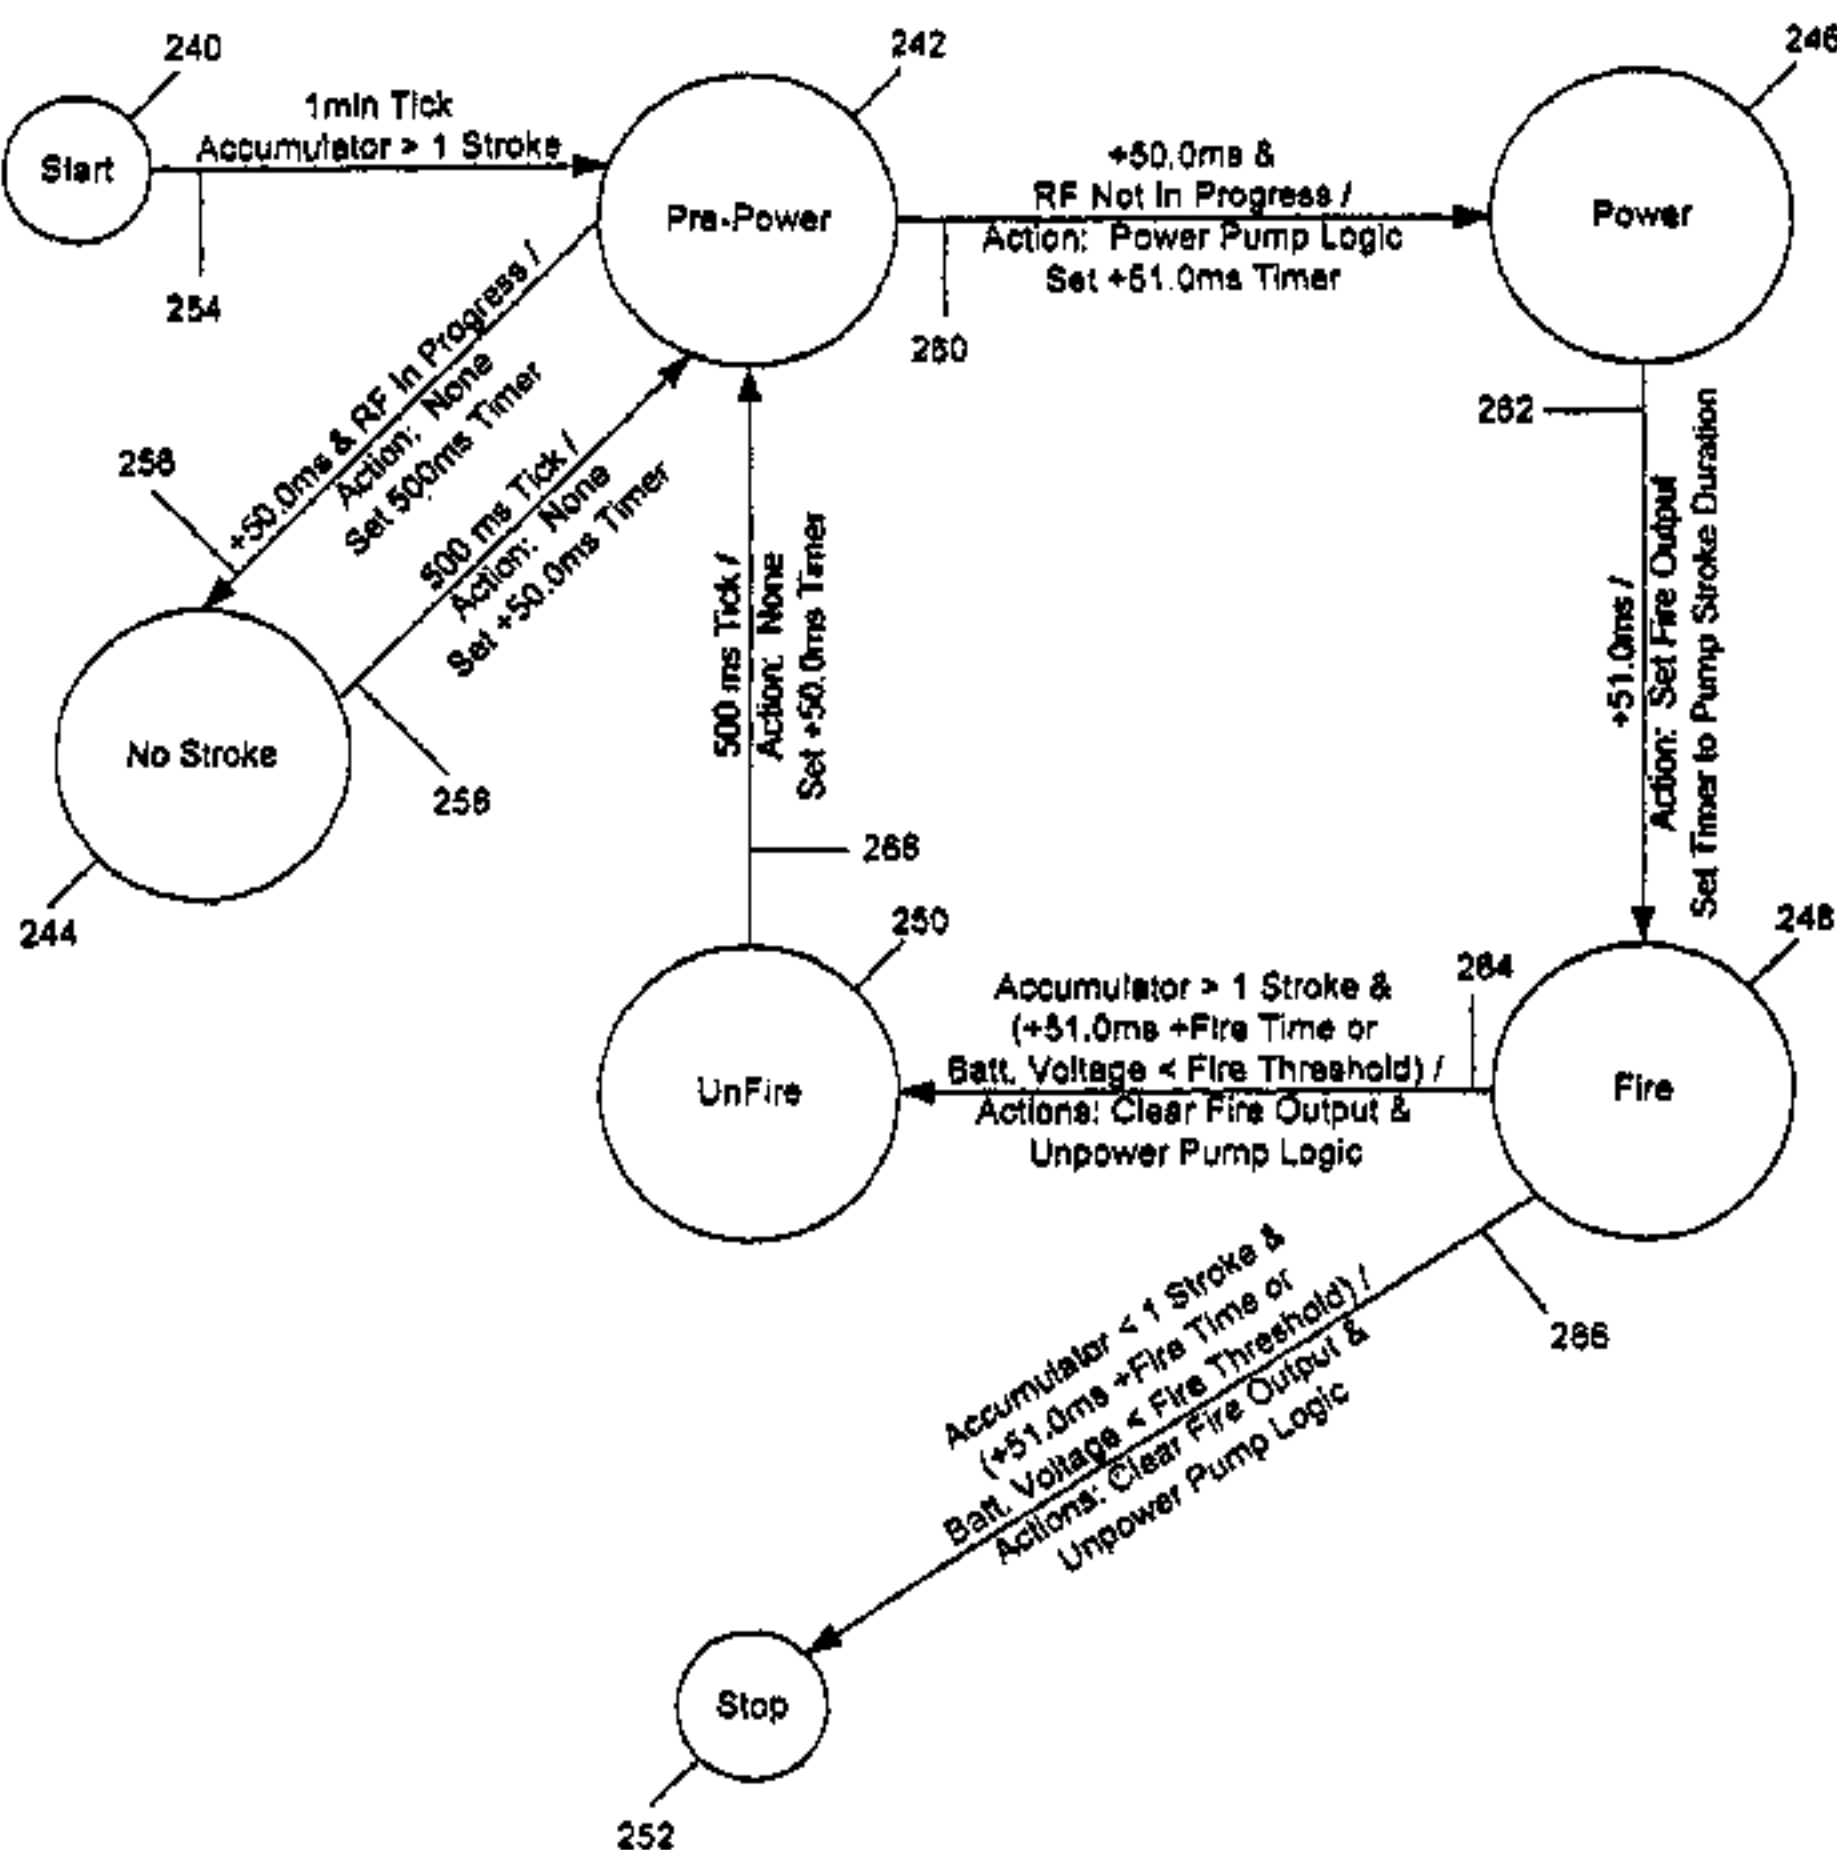 240
242
246
Start
1min Tick
Accumulator > 1 Stroke
254
Pre-Power
+50.0ms &
RF Not In Progress /
Action: Power Pump Logic
Set +51.0ms Timer
260
Power
+50.0ms & RF In Progress /
Action: None
Set 500ms Timer
258
500 ms Tick /
Action: None
Set +50.0ms Timer
256
No Stroke
244
500 ms Tick /
Action: None
Set +50.0ms Timer
268
262
+51.0ms /
Action: Set Fire Output
Set Timer to Pump Stroke Duration
248
250
UnFire
Accumulator > 1 Stroke &
(+51.0ms +Fire Time or
Batt. Voltage < Fire Threshold) /
Actions: Clear Fire Output &
Unpower Pump Logic
264
Fire
Accumulator < 1 Stroke &
(+51.0ms +Fire Time or
Batt. Voltage < Fire Threshold) /
Actions: Clear Fire Output &
Unpower Pump Logic
266
Stop
252